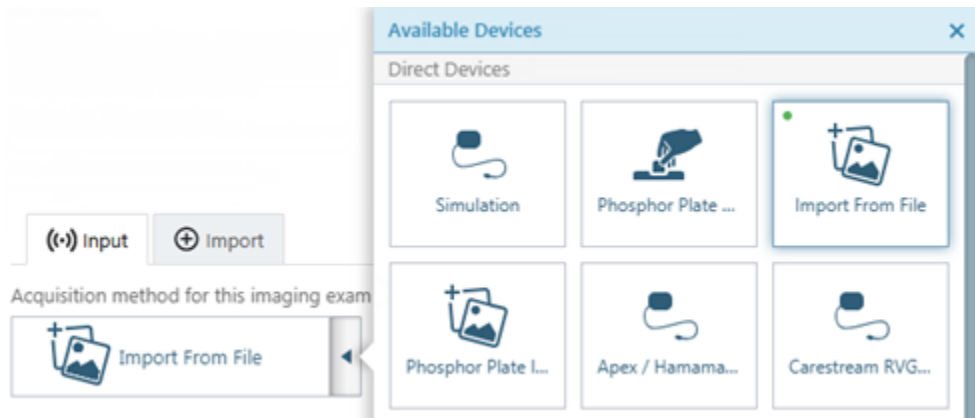 Available Devices
Direct Devices
Simulation
Phosphor Plate ...
Import From File
Input
Import
Acquisition method for this imaging exam
Import From File
Phosphor Plate I...
Apex / Hamama...
Carestream RVG...